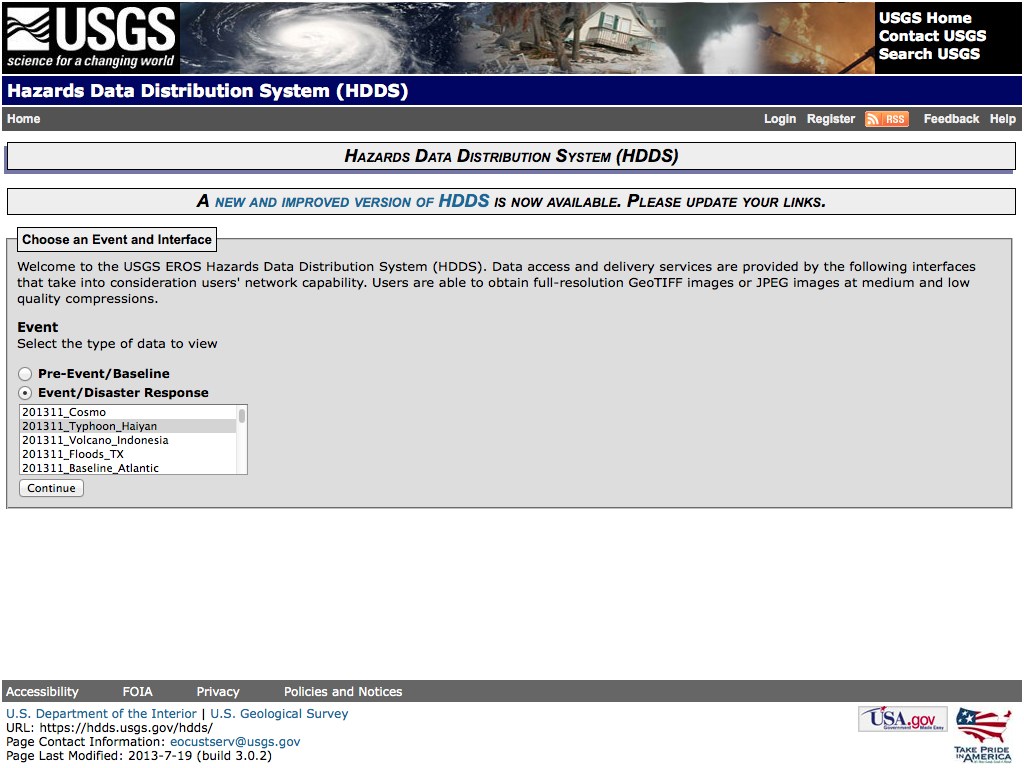 USGS
science for a changing world
USGS Home
Contact USGS
Search USGS
Hazards Data Distribution System (HDDS)
Home Login Register RSS Feedback Help
Hazards Data Distribution System (HDDS)
A new and improved version of HDDS is now available. Please update your links.
Choose an Event and Interface
Welcome to the USGS EROS Hazards Data Distribution System (HDDS). Data access and delivery services are provided by the following interfaces
that take into consideration users' network capability. Users are able to obtain full-resolution GeoTIFF images or JPEG images at medium and low
quality compressions.
Event
Select the type of data to view
Pre-Event/Baseline
Event/Disaster Response
201311_Cosmo
201311_Typhoon_Haiyan
201311_Volcano_Indonesia
201311_Floods_TX
201311_Baseline_Atlantic
Continue
Accessibility FOIA Privacy Policies and Notices
U.S. Department of the Interior | U.S. Geological Survey
URL: https://hdds.usgs.gov/hdds/
Page Contact Information: eocustserv@usgs.gov
Page Last Modified: 2013-7-19 (build 3.0.2)
USA.gov
Government Made Easy
TAKE PRIDE
IN AMERICA